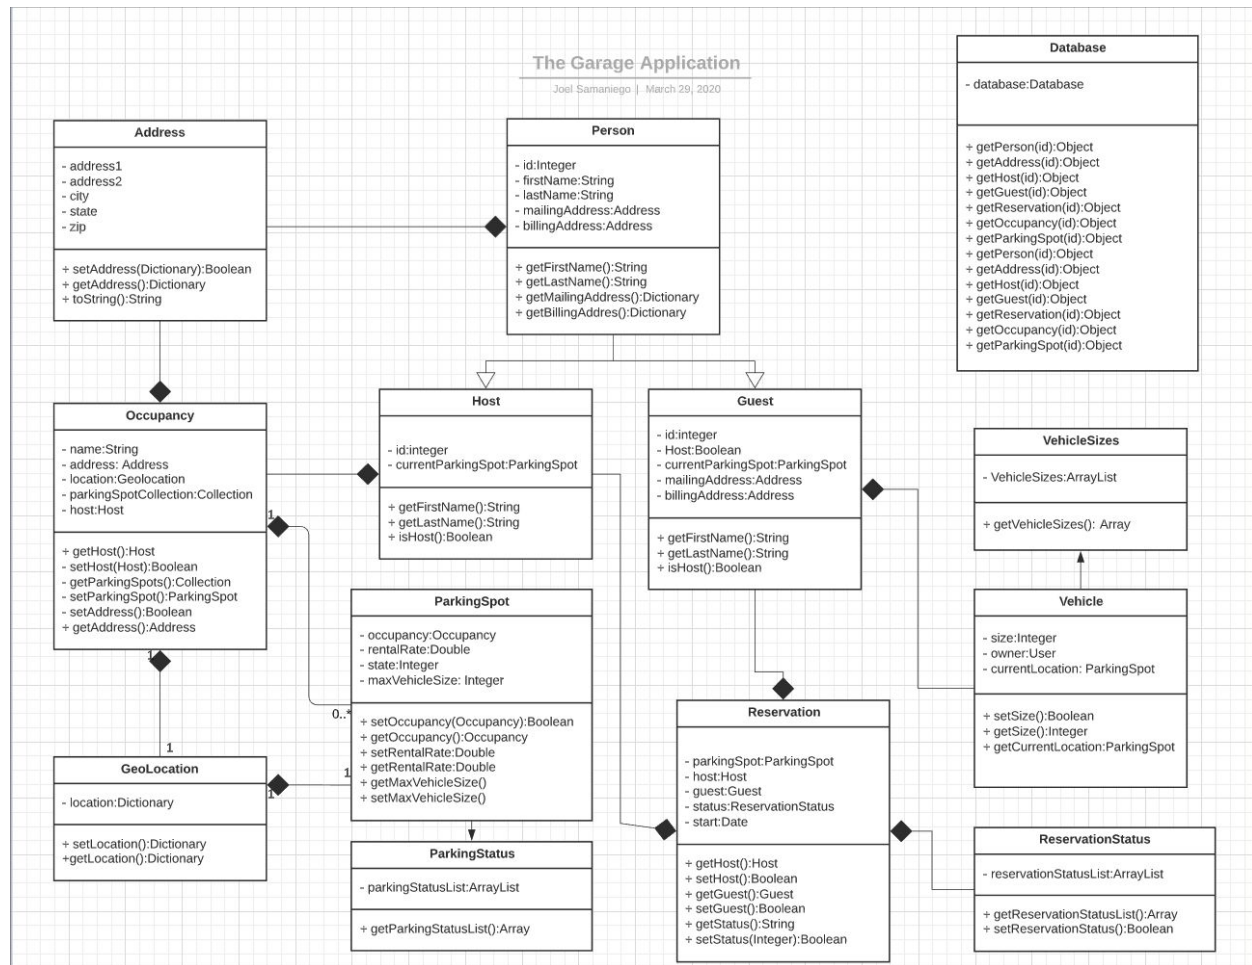 The Garage Application
Joel Samaniego | March 29, 2020
Database
- database:Database
+ getPerson(id):Object
+ getAddress(id):Object
+ getHost(id):Object
+ getGuest(id):Object
+ getReservation(id):Object
+ getOccupancy(id):Object
+ getParkingSpot(id):Object
+ getPerson(id):Object
+ getAddress(id):Object
+ getHost(id):Object
+ getGuest(id):Object
+ getReservation(id):Object
+ getOccupancy(id):Object
+ getParkingSpot(id):Object
Address
- address1
- address2
- city
- state
- zip
+ setAddress(Dictionary):Boolean
+ getAddress():Dictionary
+ toString():String
Person
- id:Integer
- firstName:String
- lastName:String
- mailingAddress:Address
- billingAddress:Address
+ getFirstName():String
+ getLastName():String
+ getMailingAddress():Dictionary
+ getBillingAddres():Dictionary
Occupancy
- name:String
- address: Address
- location:Geolocation
- parkingSpotCollection:Collection
- host:Host
+ getHost():Host
- setHost(Host):Boolean
- getParkingSpots():Collection
- setParkingSpot():ParkingSpot
- setAddress():Boolean
+ getAddress():Address
1
1
Host
- id:integer
- currentParkingSpot:ParkingSpot
+ getFirstName():String
+ getLastName():String
+ isHost():Boolean
Guest
- id:integer
- Host:Boolean
- currentParkingSpot:ParkingSpot
- mailingAddress:Address
- billingAddress:Address
+ getFirstName():String
+ getLastName():String
+ isHost():Boolean
VehicleSizes
- VehicleSizes:ArrayList
+ getVehicleSizes(): Array
ParkingSpot
- occupancy:Occupancy
- rentalRate:Double
- state:Integer
- maxVehicleSize: Integer
+ setOccupancy(Occupancy):Boolean
+ getOccupancy():Occupancy
+ setRentalRate:Double
+ getRentalRate:Double
+ getMaxVehicleSize()
+ setMaxVehicleSize()
0..*
1
Vehicle
- size:Integer
- owner:User
- currentLocation: ParkingSpot
+ setSize():Boolean
+ getSize():Integer
+ getCurrentLocation:ParkingSpot
1
GeoLocation
- location:Dictionary
+ setLocation():Dictionary
+getLocation():Dictionary
1
Reservation
- parkingSpot:ParkingSpot
- host:Host
- guest:Guest
- status:ReservationStatus
- start:Date
+ getHost():Host
+ setHost():Boolean
+ getGuest():Guest
+ setGuest():Boolean
+ getStatus():String
+ setStatus(Integer):Boolean
ParkingStatus
- parkingStatusList:ArrayList
+ getParkingStatusList():Array
ReservationStatus
- reservationStatusList:ArrayList
+ getReservationStatusList():Array
+ setReservationStatus():Boolean